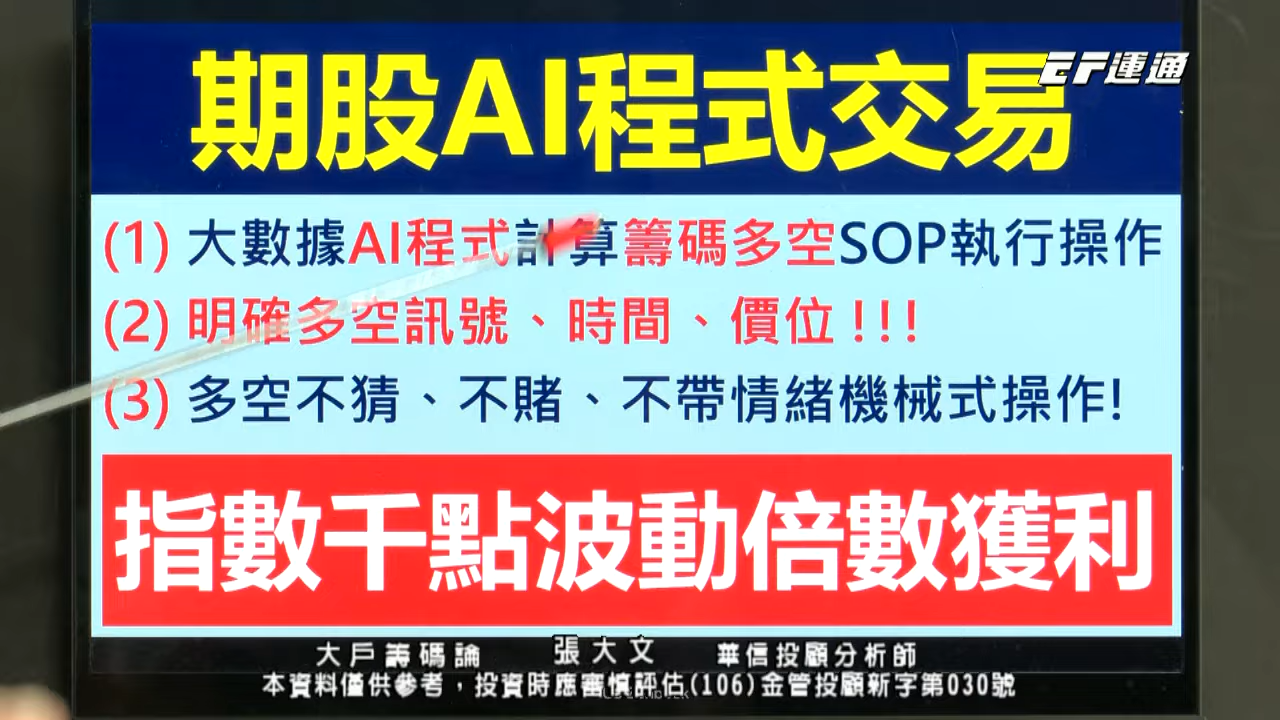 期股AI程式交易
EF運通
(1) 大數據AI程式計算籌碼多空SOP執行操作
(2) 明確多空訊號、時間、價位!!!
(3) 多空不猜、不賭、不帶情緒機械式操作!
指數千點波動倍數獲利
大戶籌碼論 張大文 華信投顧分析師
本資料僅供參考,投資時應審慎評估(106)金管投顧新字第030號